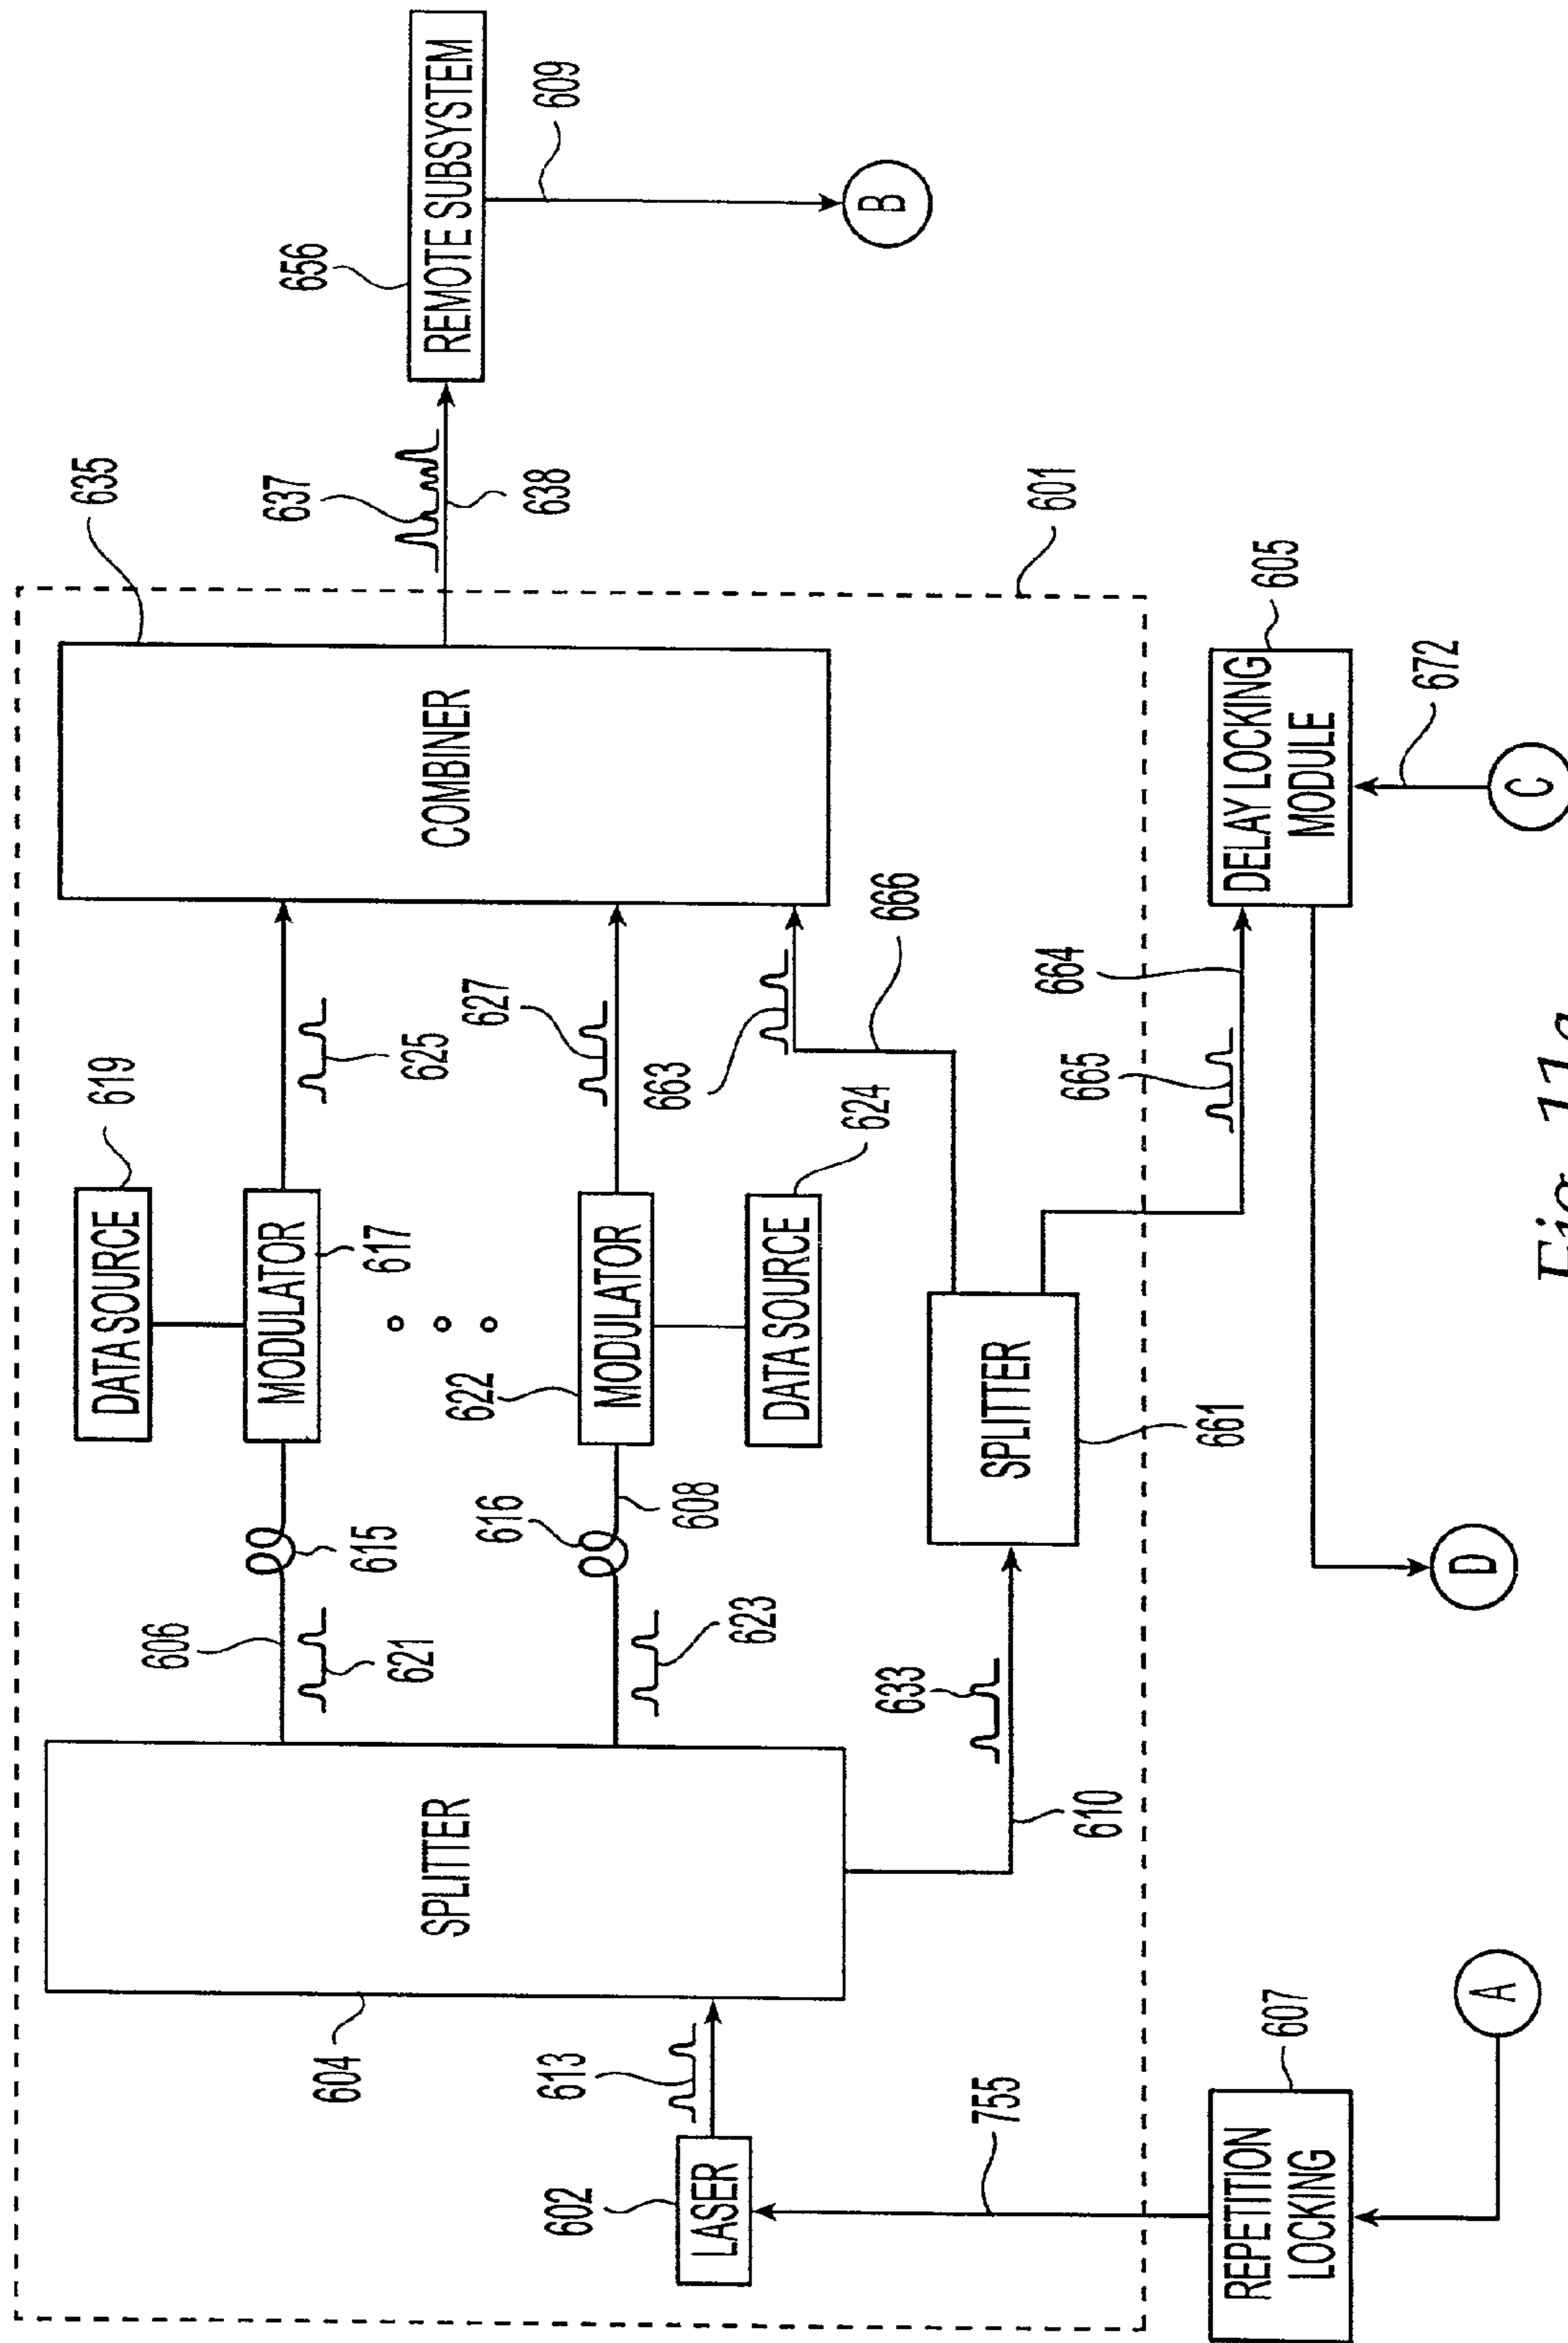 619
635
DATA SOURCE
606
615
MODULATOR
617
625
621
637
656
REMOTE SUBSYSTEM
638
609
B
SPLITTER
604
COMBINER
616
622
627
MODULATOR
608
623
663
DATA SOURCE
624
666
613
602
LASER
633
SPLITTER
661
610
665
664
601
755
607
REPETITION
LOCKING
A
605
DELAY LOCKING
MODULE
672
C
D
Fig. 11a